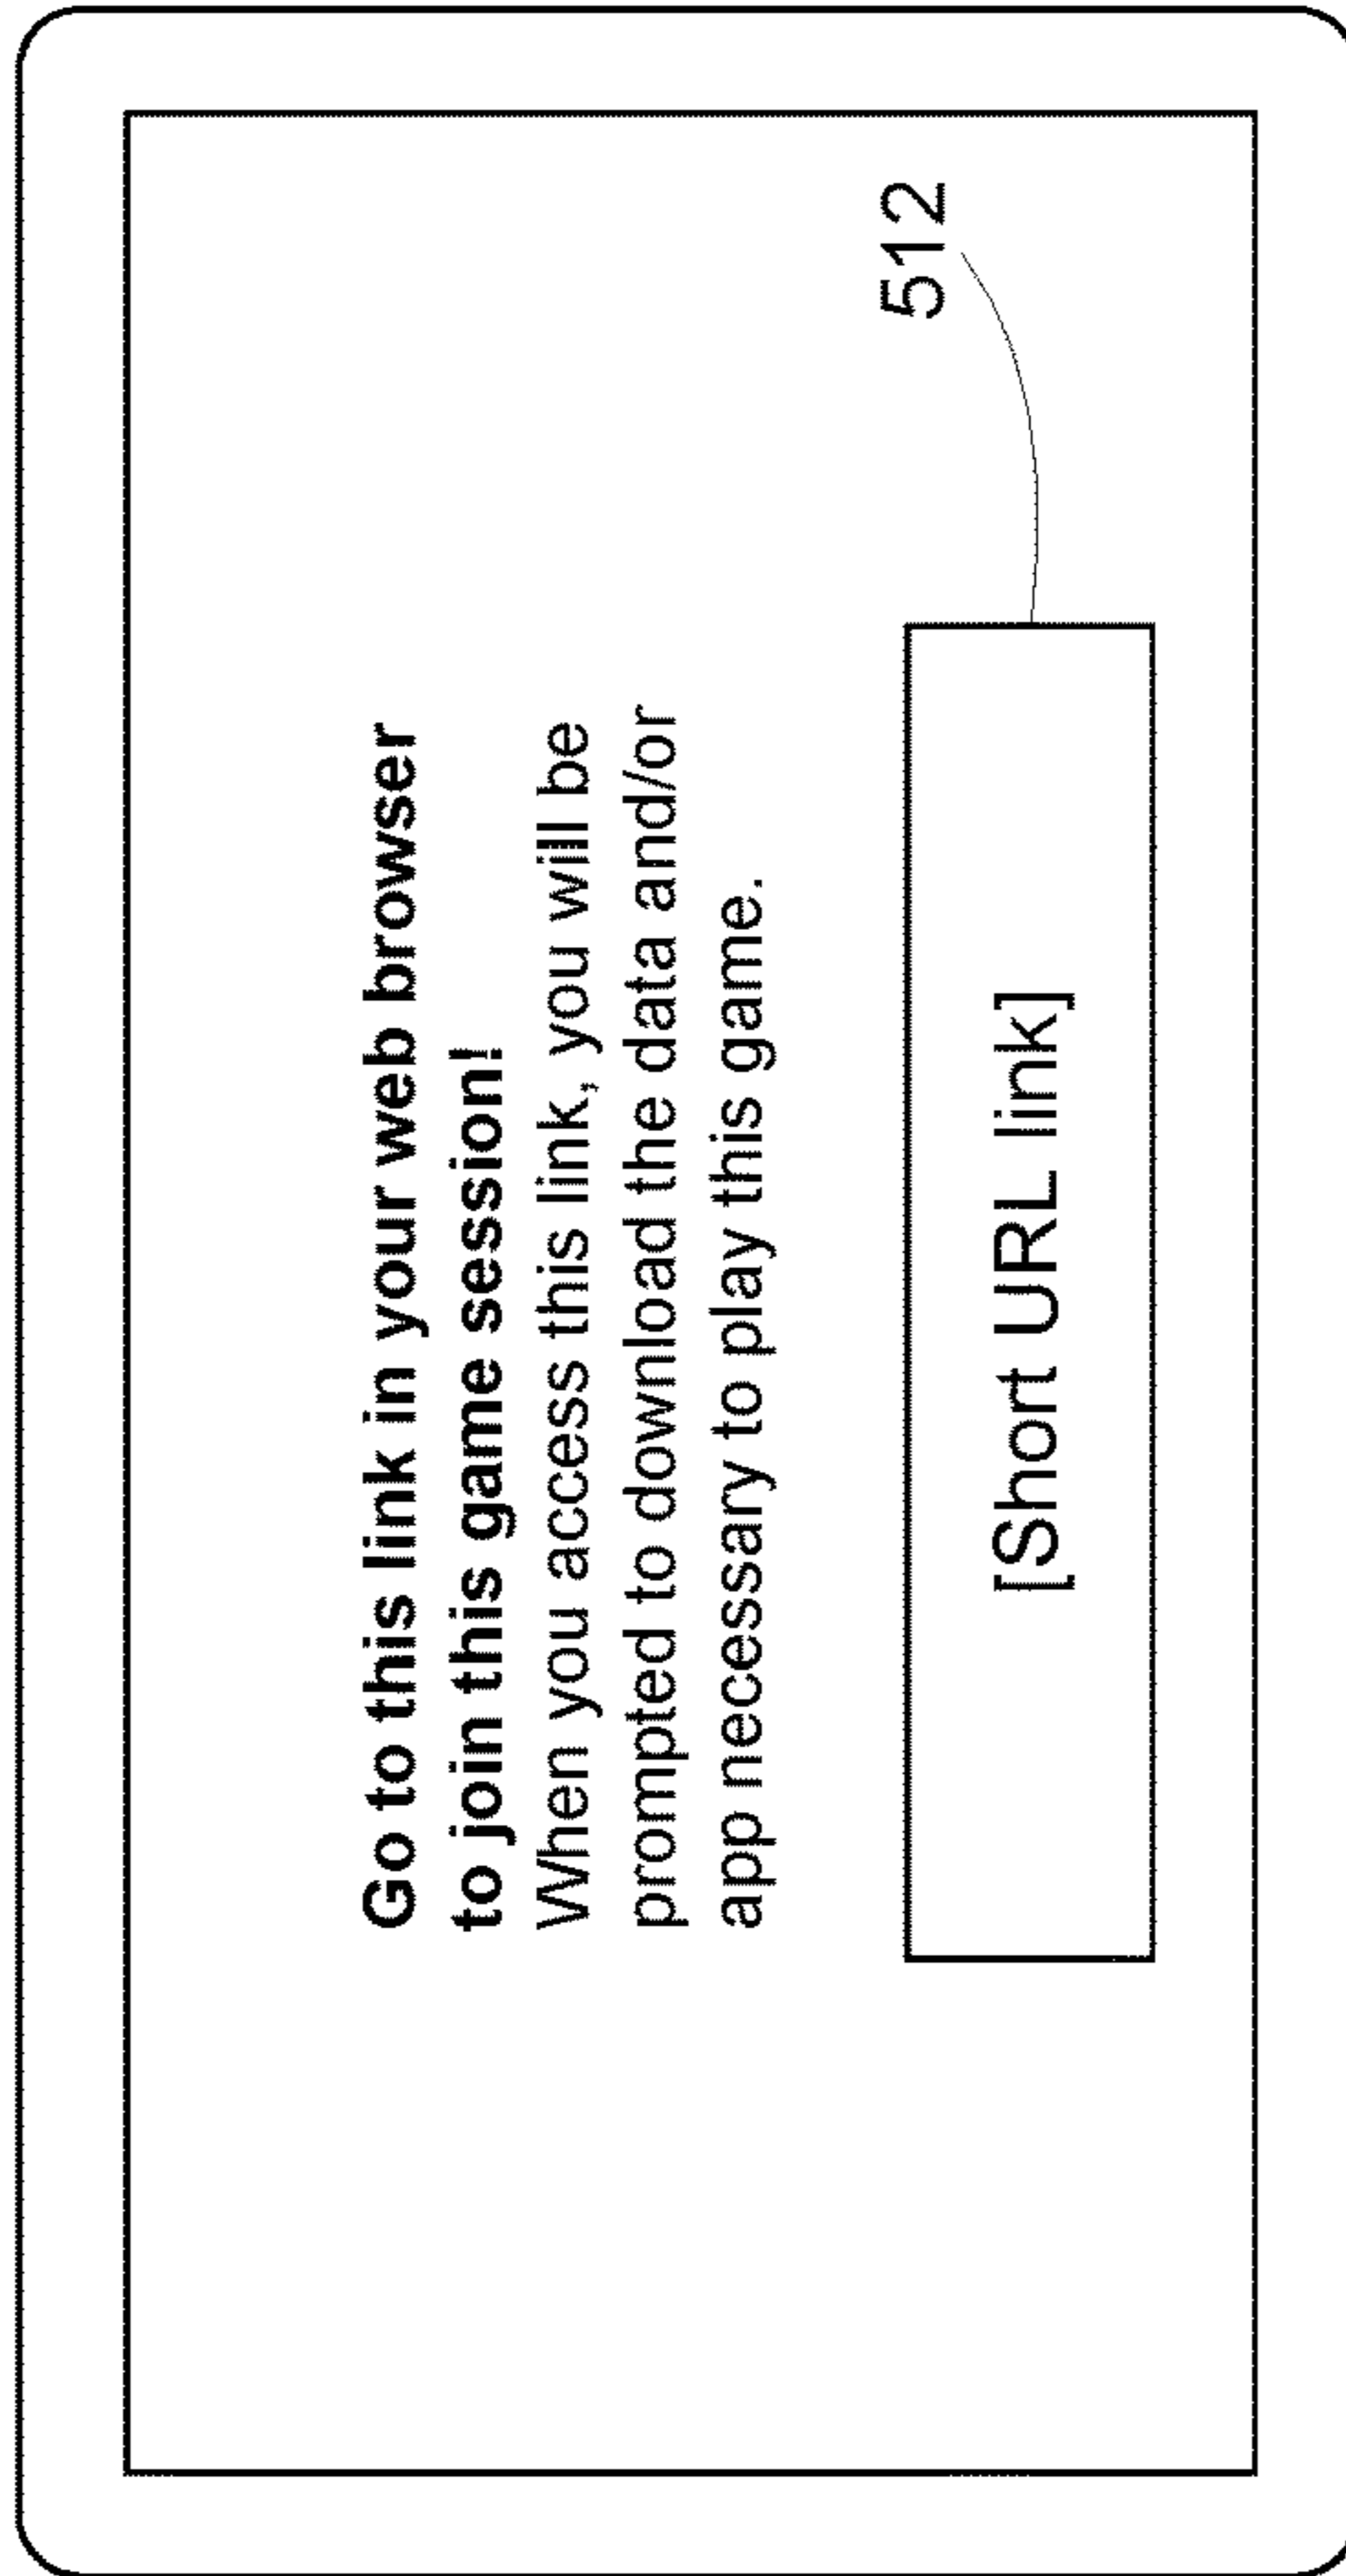 Go to this link in your web browser
to join this game session!
When you access this link, you will be
prompted to download the data and/or
app necessary to play this game.
512
[Short URL link]